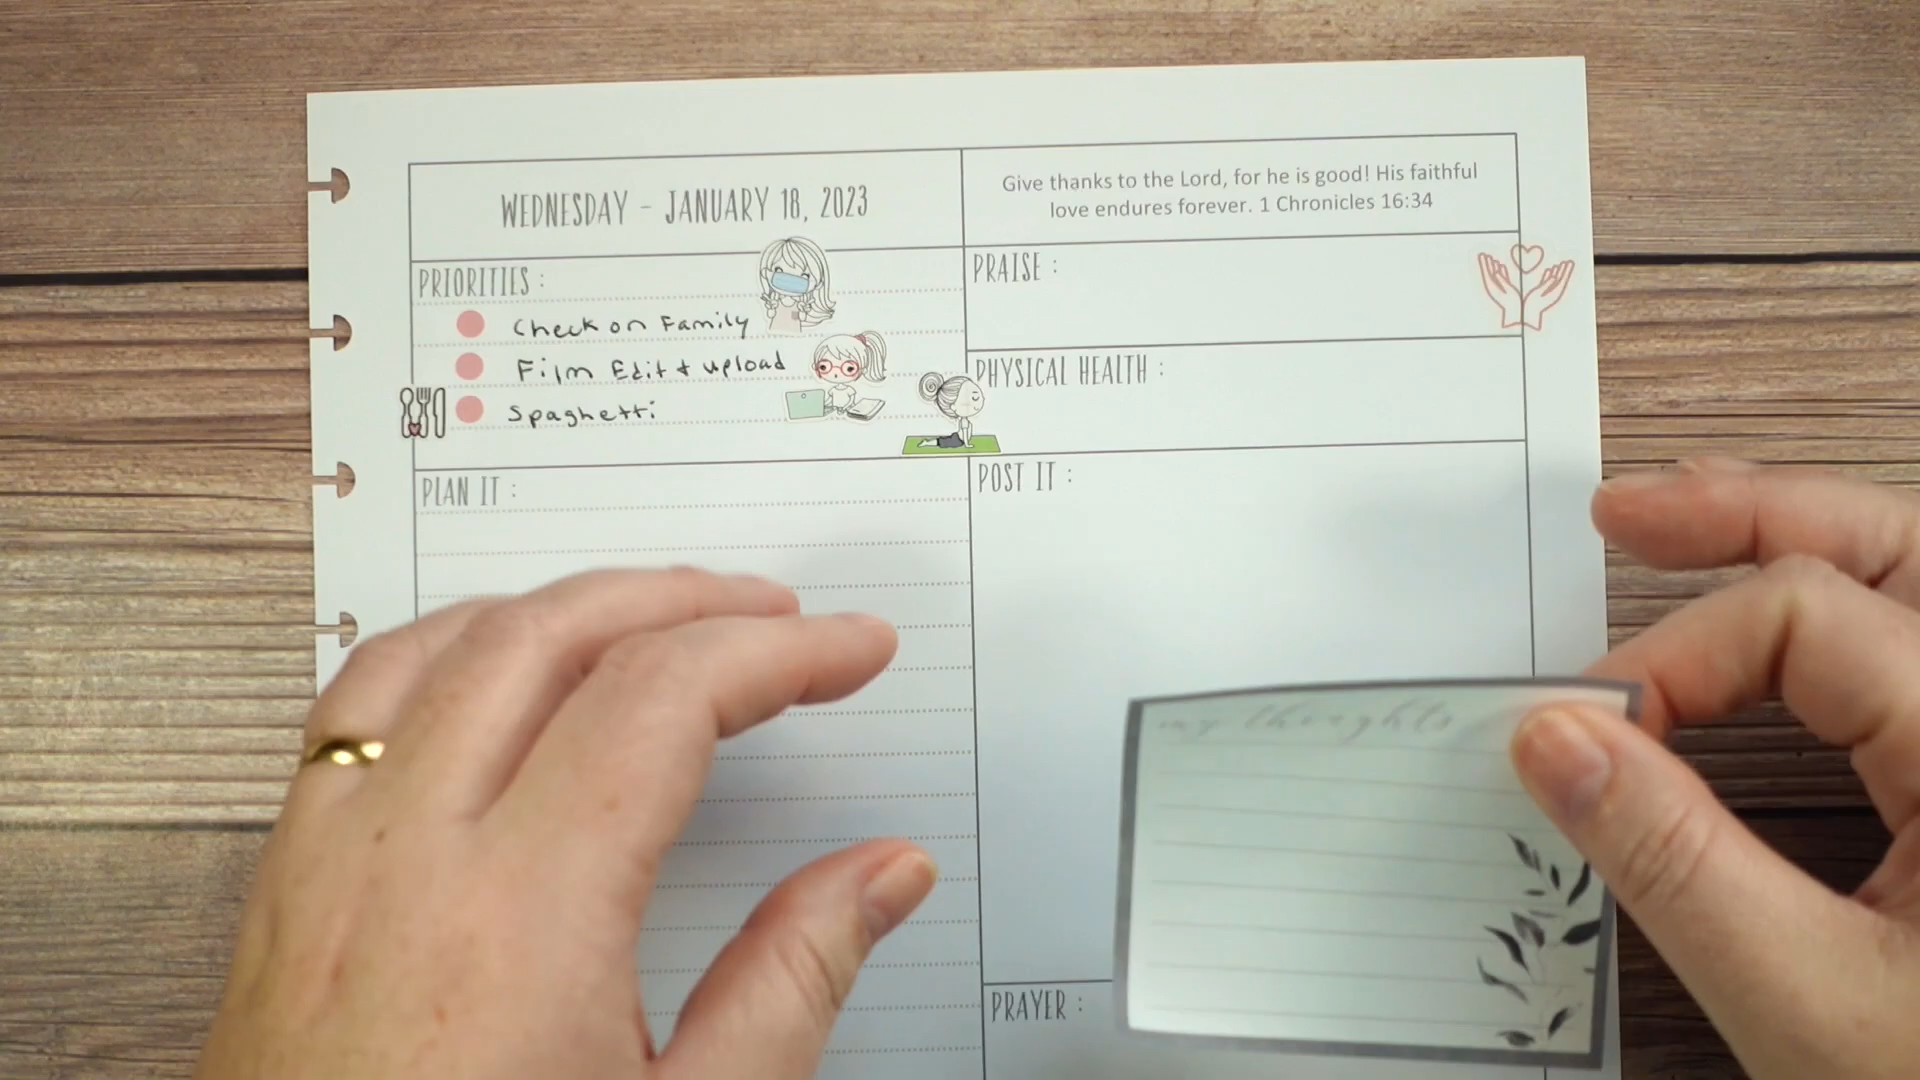 WEDNESDAY - JANUARY 18, 2023
Give thanks to the Lord, for he is good! His faithful
love endures forever. 1 Chronicles 16:34
PRIORITIES :
Check on Family
Film Edit + upload
Spaghetti
PRAISE :
PHYSICAL HEALTH :
PLAN IT :
POST IT :
my thoughts
PRAYER :